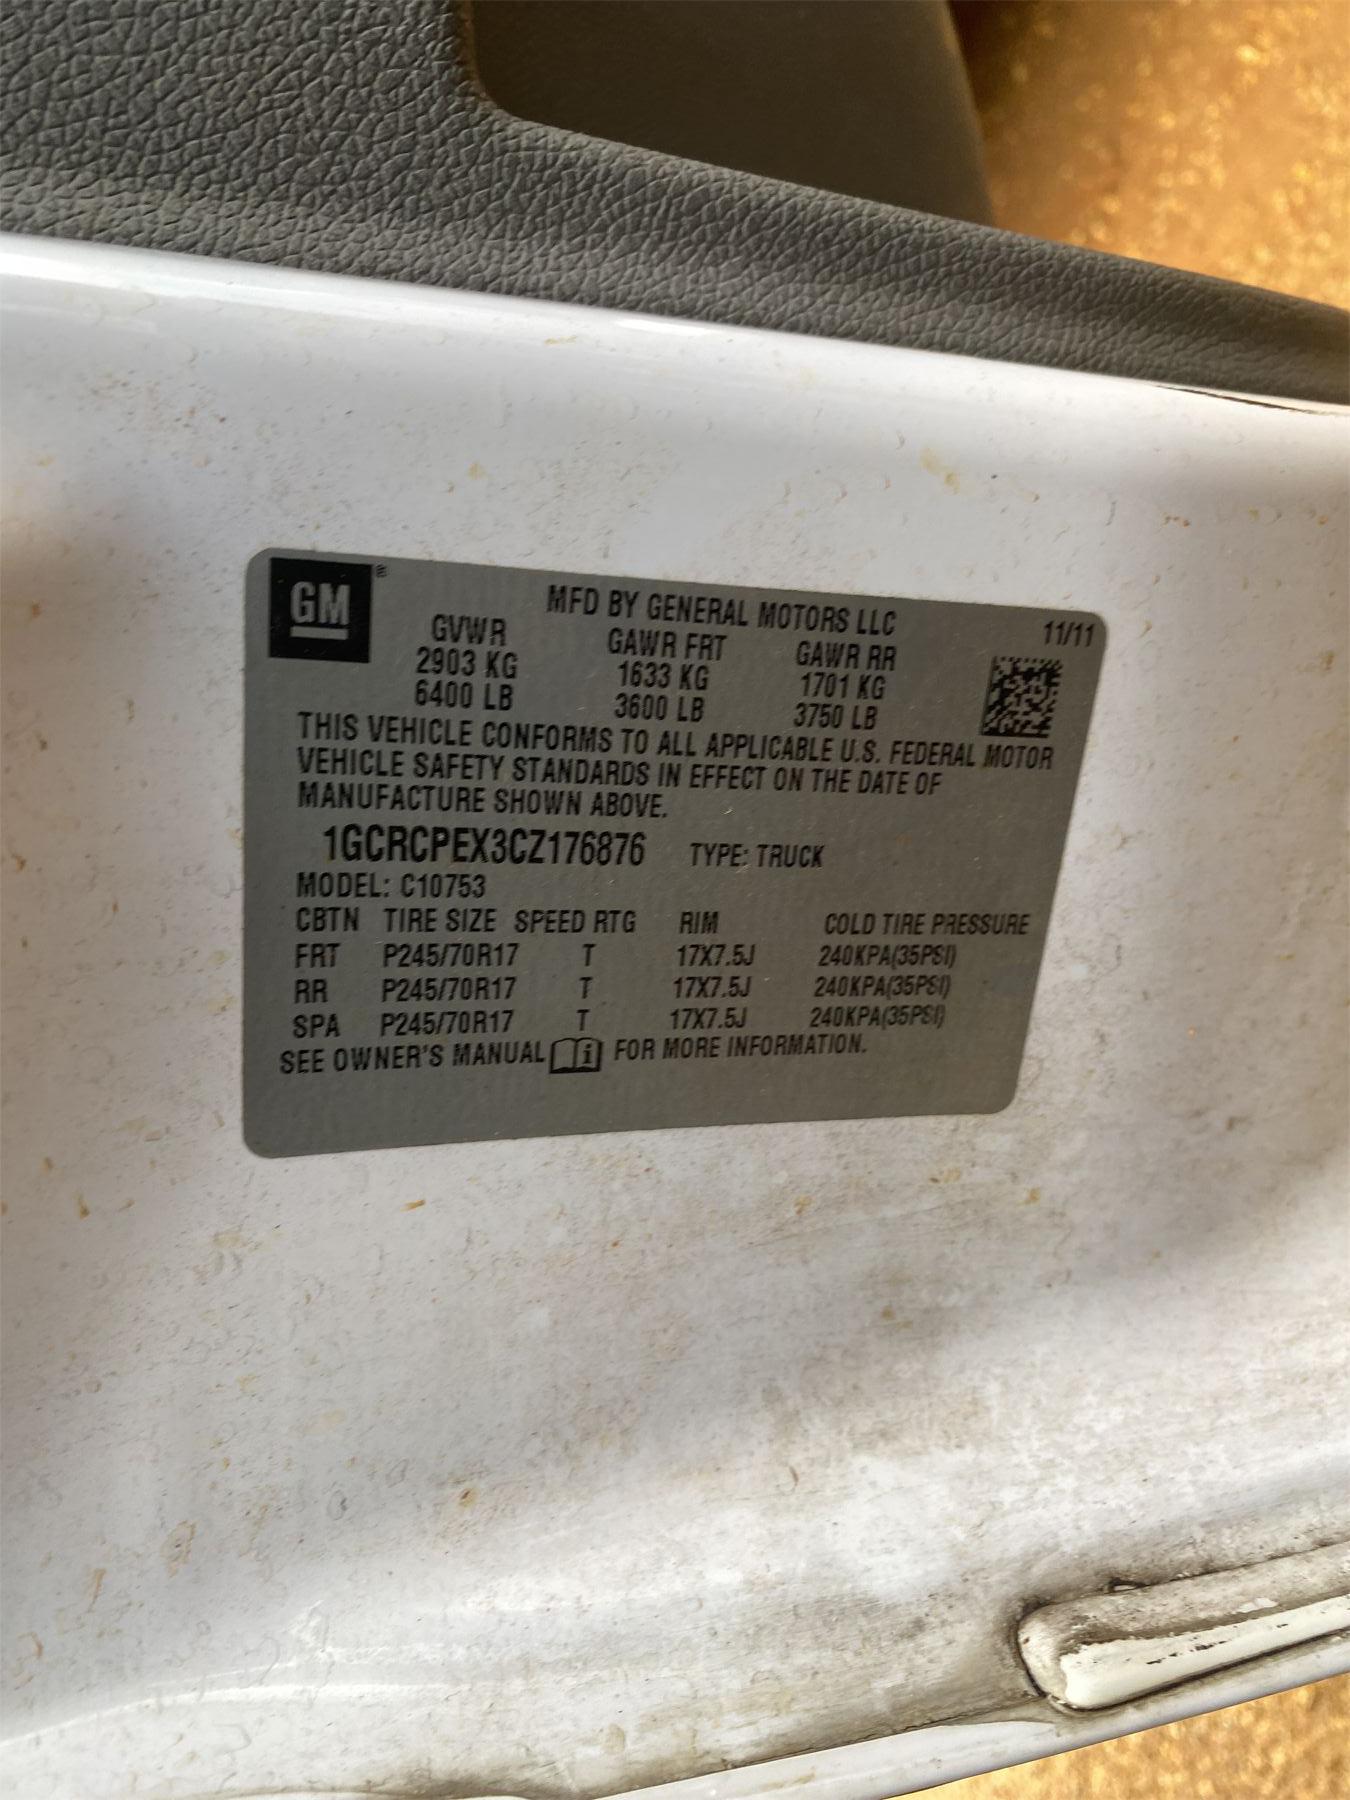 GM®
MFD BY GENERAL MOTORS LLC 11/11
GVWR GAWR FRT GAWR RR
2903 KG 1633 KG 1701 KG
6400 LB 3600 LB 3750 LB
THIS VEHICLE CONFORMS TO ALL APPLICABLE U.S. FEDERAL MOTOR
VEHICLE SAFETY STANDARDS IN EFFECT ON THE DATE OF
MANUFACTURE SHOWN ABOVE.
1GCRCPEX3CZ176876 TYPE: TRUCK
MODEL: C10753
CBTN TIRE SIZE SPEED RTG RIM COLD TIRE PRESSURE
FRT P245/70R17 T 17X7.5J 240KPA(35PSI)
RR P245/70R17 T 17X7.5J 240KPA(35PSI)
SPA P245/70R17 T 17X7.5J 240KPA(35PSI)
SEE OWNER'S MANUAL i FOR MORE INFORMATION.